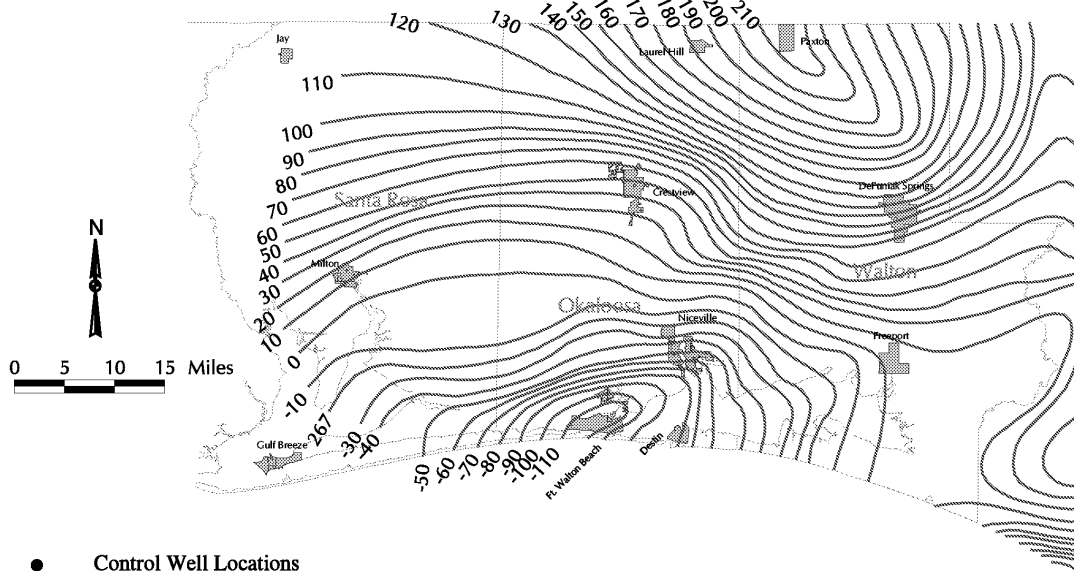 120
130
140
150
160
170
180
190
200
210
Jay
Laurel Hill
Paxton
110
100
90
80
70
60
50
40
30
20
10
0
-10
267
-30
-40
-50
-60
-70
-80
-90
-100
-110
Crestview
DeFuniak Springs
Santa Rosa
Milton
Walton
Okaloosa
Niceville
Freeport
N
0 5 10 15 Miles
Gulf Breeze
Ft. Walton Beach
Destin
Control Well Locations